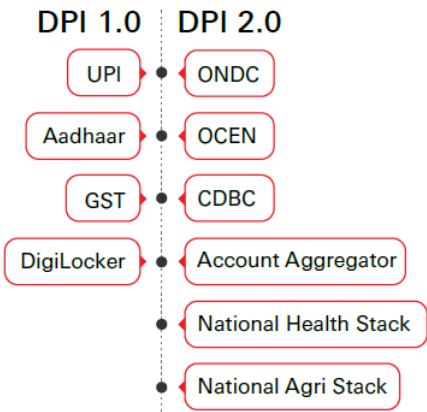 DPI 1.0 DPI 2.0
UPI ONDC
Aadhaar OCEN
GST CDBC
DigiLocker Account Aggregator
National Health Stack
National Agri Stack